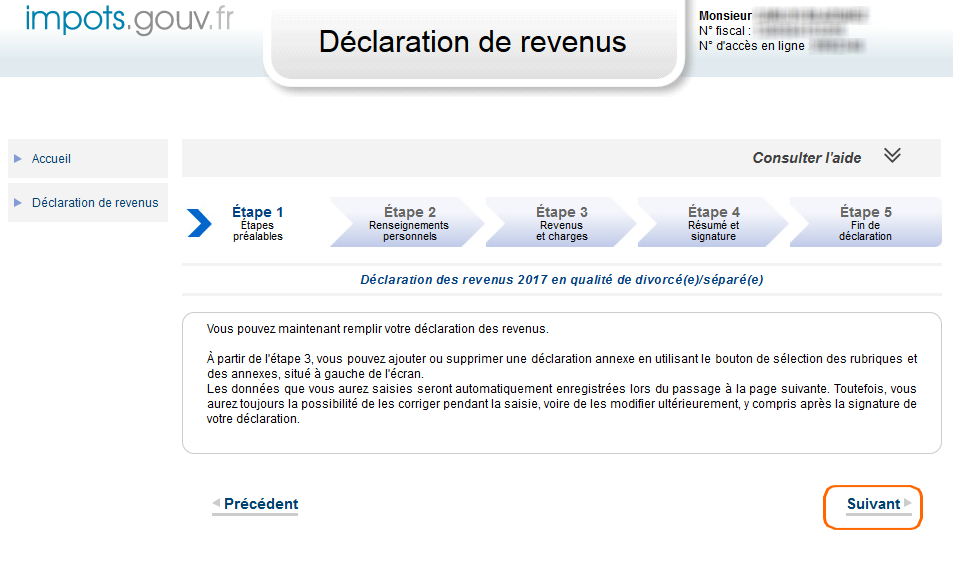 impots.gouv.fr
Déclaration de revenus
Monsieur
N° fiscal :
N° d'accès en ligne
Accueil
Déclaration de revenus
Consulter l'aide
Étape 1
Étapes
préalables
Étape 2
Renseignements
personnels
Étape 3
Revenus
et charges
Étape 4
Résumé et
signature
Étape 5
Fin de
déclaration
Déclaration des revenus 2017 en qualité de divorcé(e)/séparé(e)
Vous pouvez maintenant remplir votre déclaration des revenus.
À partir de l'étape 3, vous pouvez ajouter ou supprimer une déclaration annexe en utilisant le bouton de sélection des rubriques et
des annexes, situé à gauche de l'écran.
Les données que vous aurez saisies seront automatiquement enregistrées lors du passage à la page suivante. Toutefois, vous
aurez toujours la possibilité de les corriger pendant la saisie, voire de les modifier ultérieurement, y compris après la signature de
votre déclaration.
Précédent
Suivant